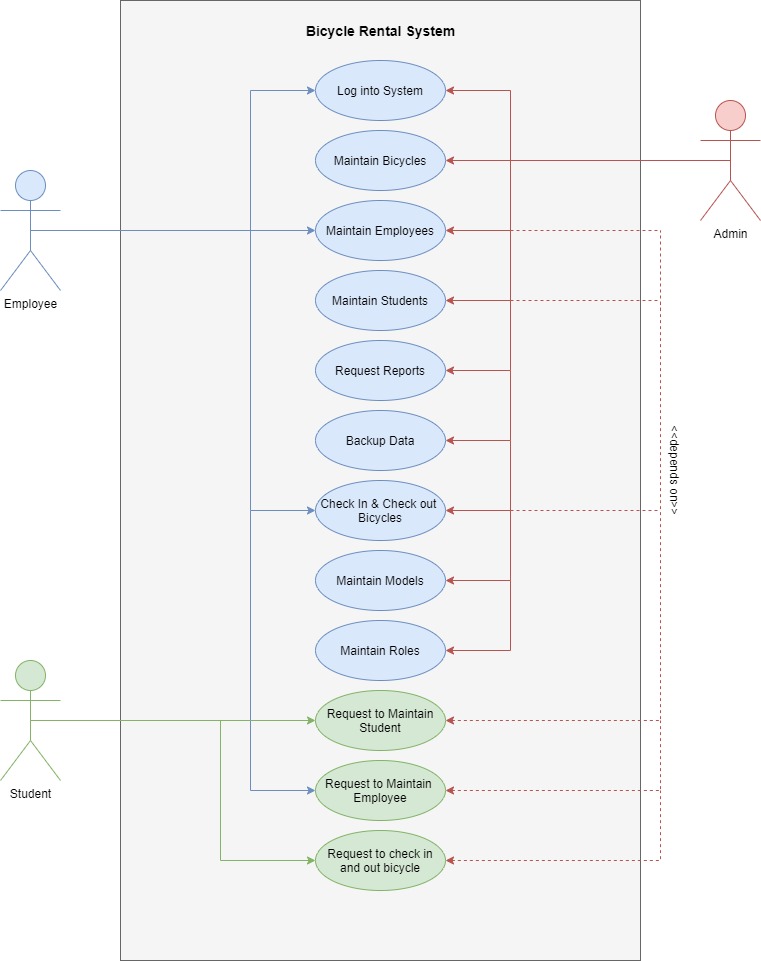 Bicycle Rental System
Log into System
Maintain Bicycles
Admin
Maintain Employees
Employee
Maintain Students
Request Reports
Backup Data
<<depends on>>
Check In & Check out
Bicycles
Maintain Models
Maintain Roles
Request to Maintain
Student
Student
Request to Maintain
Employee
Request to check in
and out bicycle